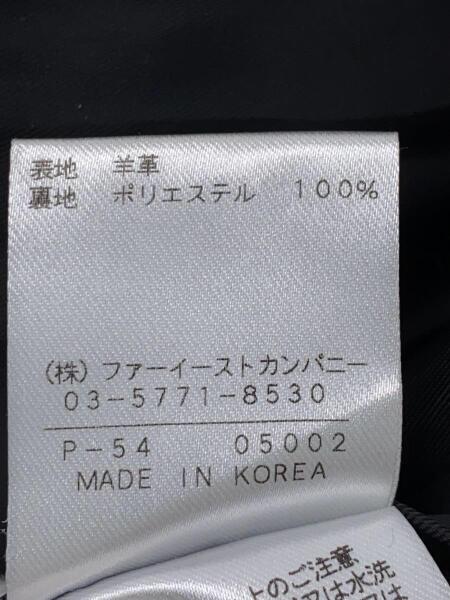 表地 羊革
裏地 ポリエステル 100%
(株)ファーイーストカンパニー
03-5771-8530
P-54 05002
MADE IN KOREA
上のご注意
又は水洗